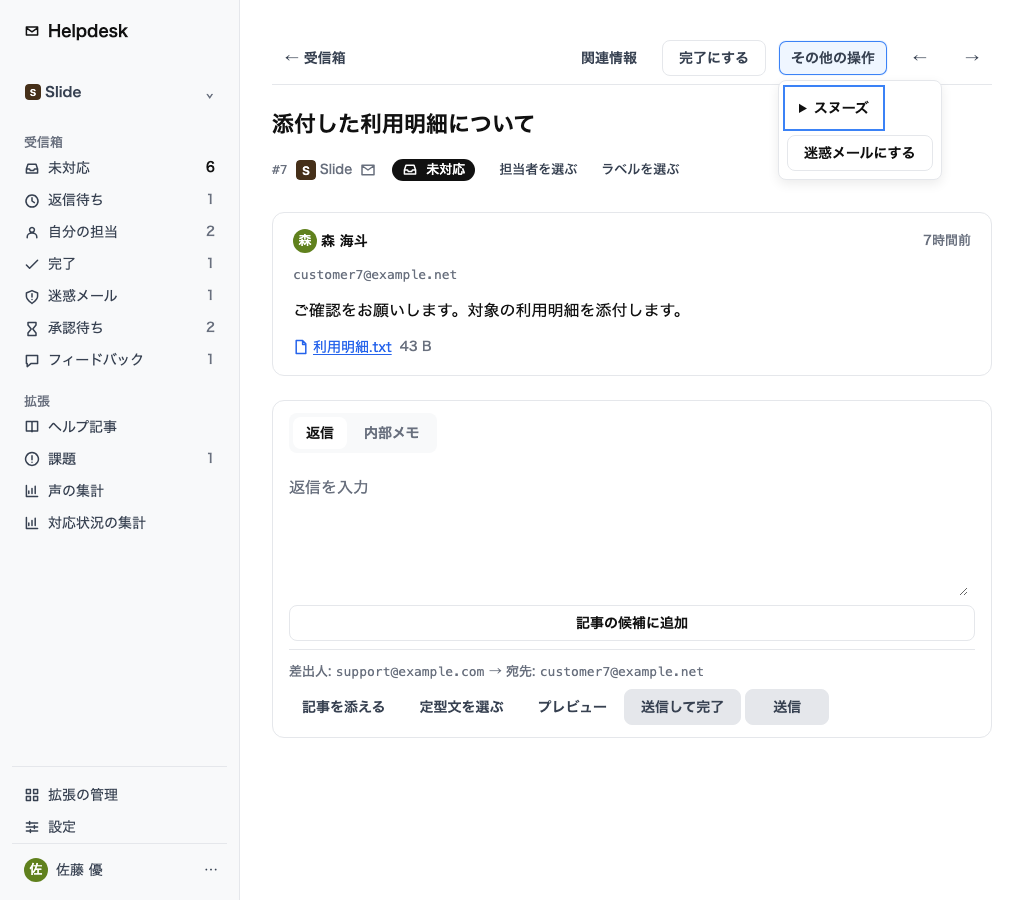 Helpdesk
S Slide
受信箱
未対応 6
返信待ち 1
自分の担当 2
完了 1
迷惑メール 1
承認待ち 2
フィードバック 1
拡張
ヘルプ記事
課題 1
声の集計
対応状況の集計
拡張の管理
設定
佐 佐藤 優 …
← 受信箱 関連情報 完了にする その他の操作 ← →
▶ スヌーズ
迷惑メールにする
添付した利用明細について
#7 S Slide 未対応 担当者を選ぶ ラベルを選ぶ
森 森 海斗 7時間前
customer7@example.net
ご確認をお願いします。対象の利用明細を添付します。
利用明細.txt 43 B
返信 内部メモ
返信を入力
記事の候補に追加
差出人: support@example.com → 宛先: customer7@example.net
記事を添える 定型文を選ぶ プレビュー 送信して完了 送信